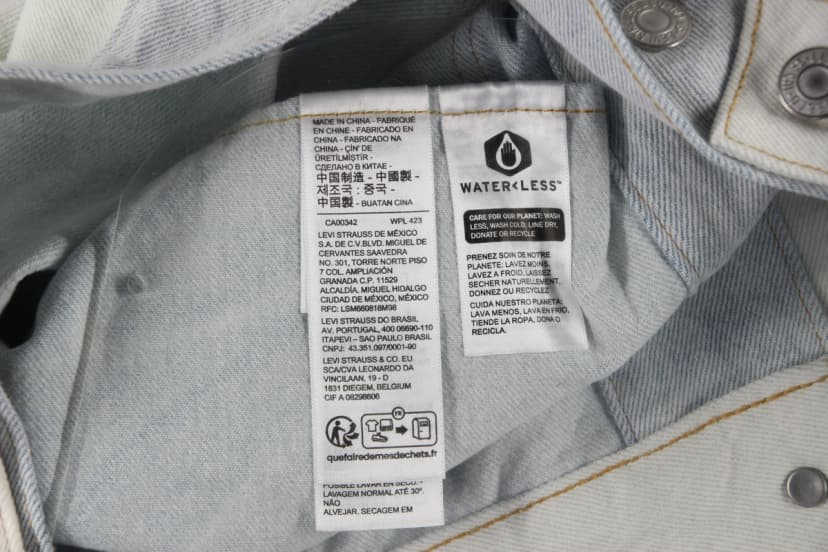 MADE IN CHINA - FABRIQUÉ
EN CHINE - FABRICADO EN
CHINA - FABRICADO NA
CHINA - ÇİN' DE
ÜRETİLMİŞTİR -
СДЕЛАНО В КИТАЕ -
中国制造 - 中國製 -
제조국 : 중국 -
中国製 - BUATAN CINA
CA00342 WPL 423
LEVI STRAUSS DE MÉXICO
S.A. DE C.V.BLVD. MIGUEL DE
CERVANTES SAAVEDRA
NO. 301, TORRE NORTE PISO
7 COL. AMPLIACIÓN
GRANADA C.P. 11529
ALCALDÍA, MIGUEL HIDALGO
CIUDAD DE MÉXICO, MÉXICO
RFC: LSM660818M98
LEVI STRAUSS DO BRASIL
AV. PORTUGAL, 400 06690-110
ITAPEVI – SAO PAULO BRASIL
CNPJ: 43.351.097/0001-90
LEVI STRAUSS & CO. EU
SCA/CVA LEONARDO DA
VINCILAAN, 19 - D
1831 DIEGEM, BELGIUM
CIF A 08298606
FR
quefairedemesdechets.fr
POSSIBLE LAVAR EN SECO. -
LAVAGEM NORMAL ATÉ 30º.
NÃO
ALVEJAR. SECAGEM EM
WATER<LESS™
CARE FOR OUR PLANET: WASH
LESS, WASH COLD, LINE DRY,
DONATE OR RECYCLE
PRENEZ SOIN DE NOTRE
PLANETE: LAVEZ MOINS,
LAVEZ A FROID, LAISSEZ
SECHER NATURELLEMENT,
DONNEZ OU RECYCLEZ
CUIDA NUESTRO PLANETA:
LAVA MENOS, LAVA EN FRIO,
TIENDE LA ROPA, DONA O
RECICLA.